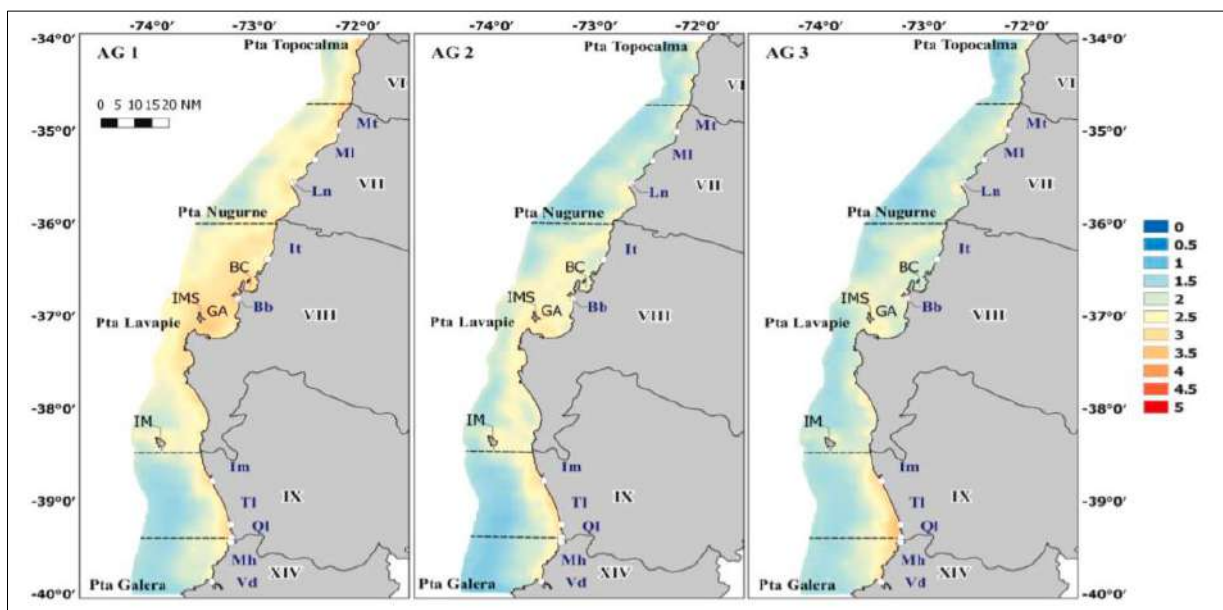 -74°0' -73°0' -72°0' -74°0' -73°0' -72°0' -74°0' -73°0' -72°0'
-34°0' -34°0'
-35°0' -35°0'
-36°0' -36°0'
-37°0' -37°0'
-38°0' -38°0'
-39°0' -39°0'
-40°0' -40°0'
AG 1
Pta Topocalma
0 5 10 15 20 NM
VI
Mt
Ml
VII
Ln
Pta Nugurne
It
BC
IMS
GA
Bb
Pta Lavapie
VIII
IM
Im
Tl
IX
Ql
Mh
XIV
Pta Galera
Vd
AG 2
Pta Topocalma
VI
Mt
Ml
VII
Ln
Pta Nugurne
It
BC
IMS
GA
Bb
Pta Lavapie
VIII
IM
Im
Tl
IX
Ql
Mh
XIV
Pta Galera
Vd
AG 3
Pta Topocalma
VI
Mt
Ml
VII
Ln
Pta Nugurne
It
BC
IMS
GA
Bb
Pta Lavapie
VIII
IM
Im
Tl
IX
Ql
Mh
XIV
Pta Galera
Vd
0
0.5
1
1.5
2
2.5
3
3.5
4
4.5
5